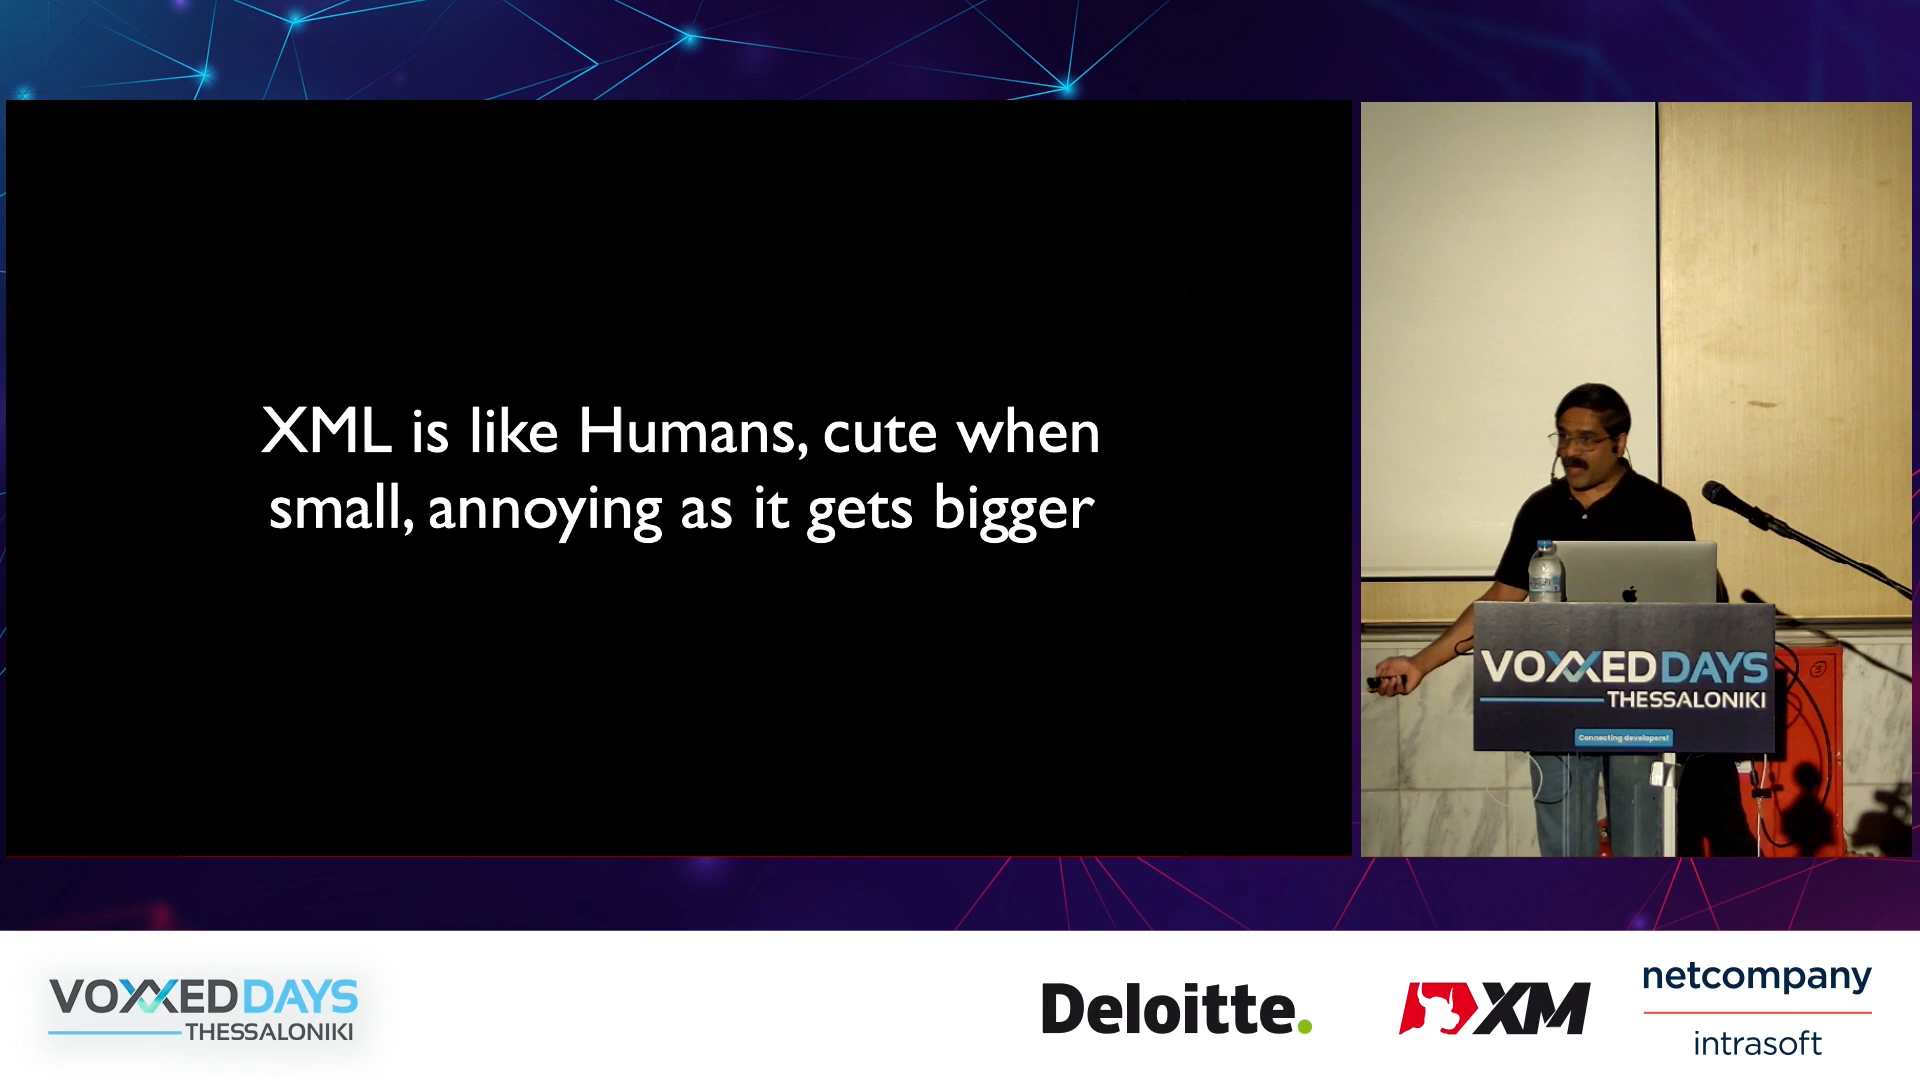 XML is like Humans, cute when
small, annoying as it gets bigger
VOXXED DAYS
THESSALONIKI
Connecting developers!
VOXXED DAYS
THESSALONIKI
Deloitte.
XM
netcompany
intrasoft